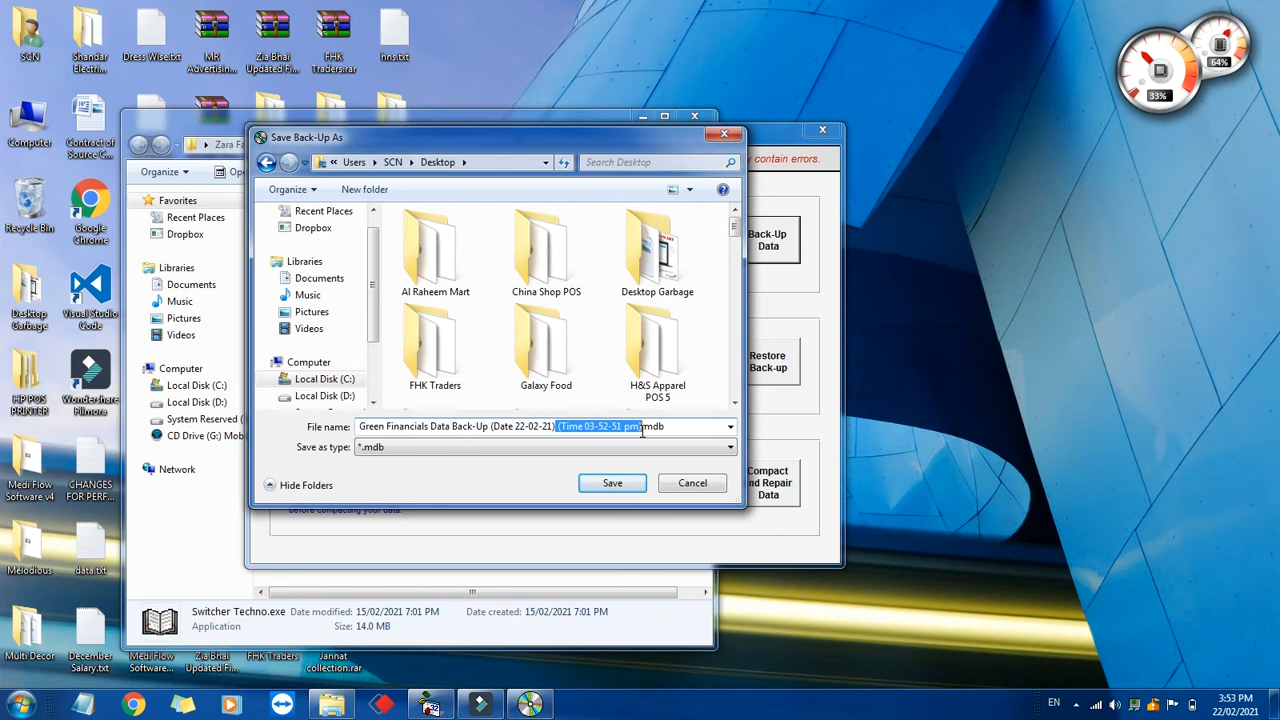 SCN
Shandar Electri...
Dress Wise.txt
MR Advertisin...
Zia Bhai Updated Fi...
FHK Traders.rar
hns.txt
64%
33%
Computer
Contract of Source C...
Recycle Bin
Google Chrome
Desktop Garbage
Visual Studio Code
HP POS PRINTER
Wondershare Filmora
Medi Flow Software v4
CHANGES FOR PERF...
Melodious
data.txt
Multi Decor
December Salary.txt
MediFlow Software...
Zia Bhai Updated Fi...
FHK Traders
Jannat collection.rar
Zara Fa
Organize
Op
Favorites
Recent Places
Dropbox
Libraries
Documents
Music
Pictures
Videos
Computer
Local Disk (C:)
Local Disk (D:)
System Reserved (
CD Drive (G:) Mob
Network
Switcher Techno.exe
Date modified: 15/02/2021 7:01 PM
Date created: 15/02/2021 7:01 PM
Application
Size: 14.0 MB
contain errors.
Back-Up Data
Restore Back-up
Compact nd Repair Data
before compacting your data.
Save Back-Up As
Users
SCN
Desktop
Search Desktop
Organize
New folder
Recent Places
Dropbox
Libraries
Documents
Music
Pictures
Videos
Computer
Local Disk (C:)
Local Disk (D:)
Al Raheem Mart
China Shop POS
Desktop Garbage
FHK Traders
Galaxy Food
H&S Apparel POS 5
File name:
Green Financials Data Back-Up (Date 22-02-21) (Time 03-52-51 pm).mdb
Save as type:
*.mdb
Hide Folders
Save
Cancel
EN
3:53 PM
22/02/2021